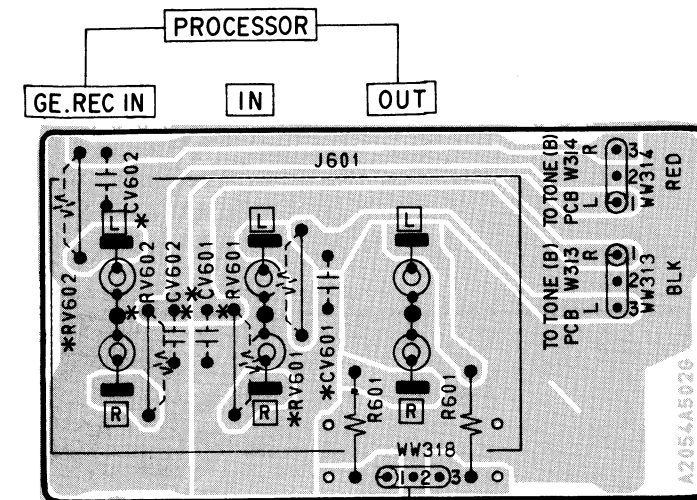 PROCESSOR
GE.REC IN
IN
OUT
J601
CV602
L
*
L
L
*RV602
*RV602
CV602
*
CV601
*
RV601
*RV601
*CV601
R
R
R
R601
R601
WW318
1 2 3
TO TONE (B)
PCB W314
R
L
3
2
1
WW314
RED
TO TONE (B)
PCB W313
R
L
1
2
3
WW313
BLK
A2054A502G